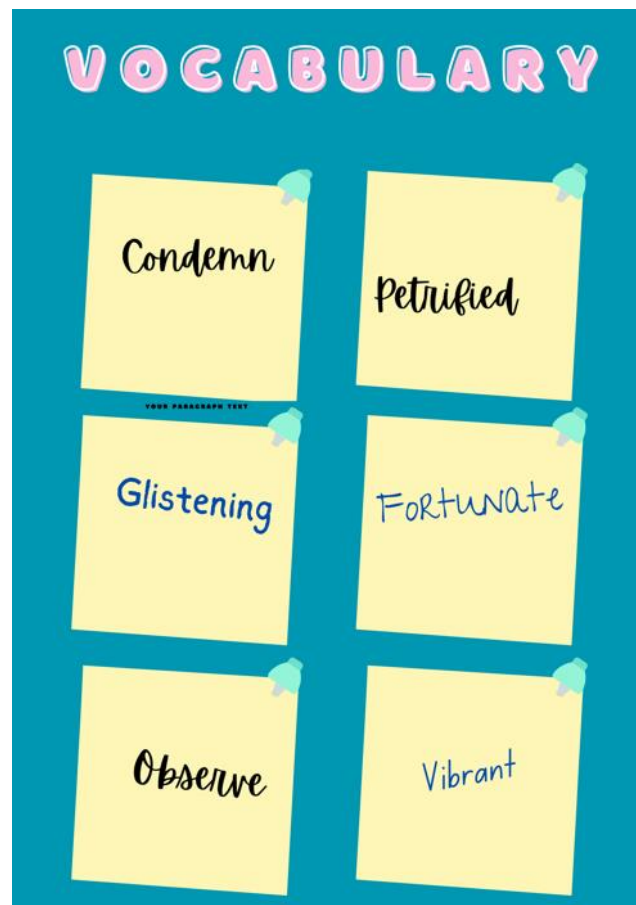 VOCABULARY
Condemn
Petrified
YOUR PARAGRAPH TEXT
Glistening
FORtUNate
Observe
Vibrant